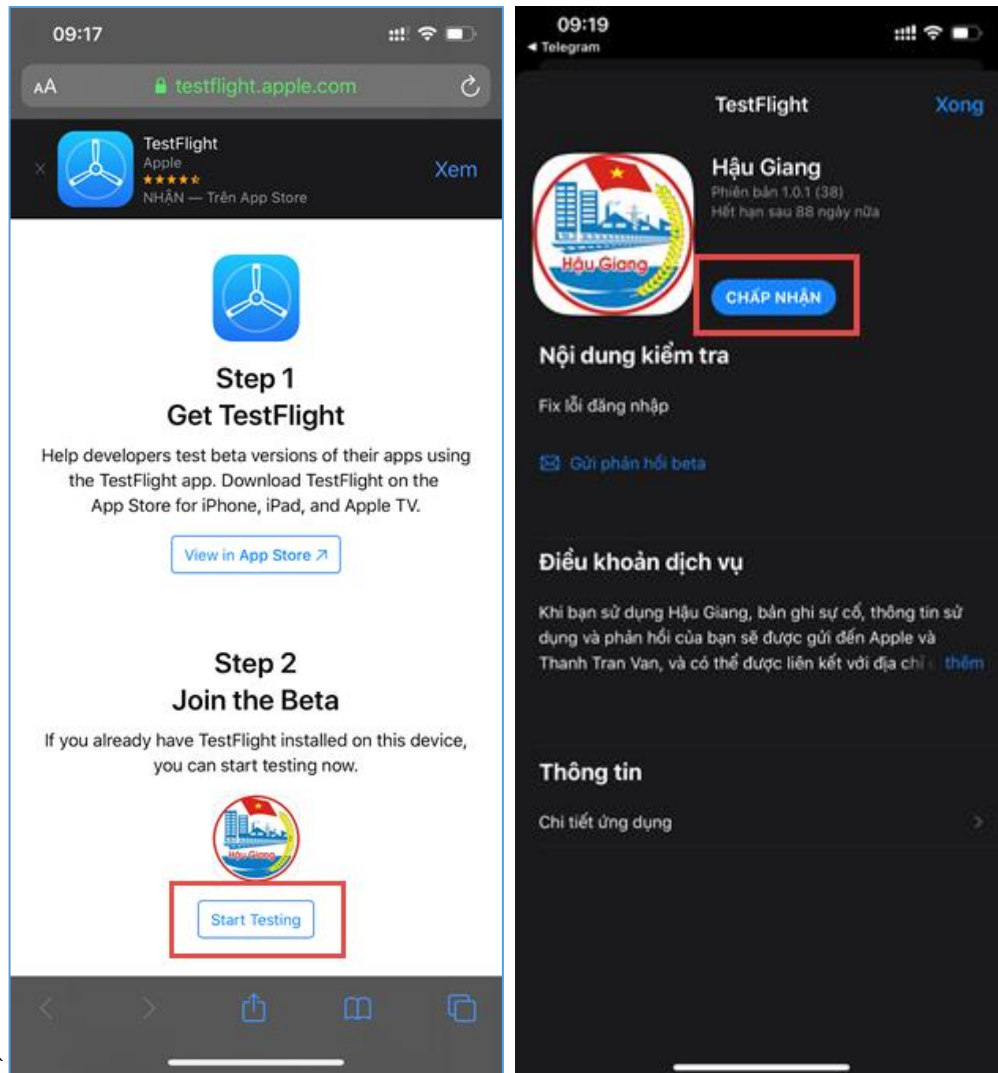 09:17
AA testflight.apple.com
TestFlight
Apple
NHẬN — Trên App Store
Xem
Step 1
Get TestFlight
Help developers test beta versions of their apps using
the TestFlight app. Download TestFlight on the
App Store for iPhone, iPad, and Apple TV.
View in App Store ↗
Step 2
Join the Beta
If you already have TestFlight installed on this device,
you can start testing now.
Hậu Giang
Start Testing
09:19
◄ Telegram
TestFlight
Xong
Hậu Giang
Hậu Giang
Phiên bản 1.0.1 (38)
Hết hạn sau 88 ngày nữa
CHẤP NHẬN
Nội dung kiểm tra
Fix lỗi đăng nhập
Gửi phản hồi beta
Điều khoản dịch vụ
Khi bạn sử dụng Hậu Giang, bản ghi sự cố, thông tin sử
dụng và phản hồi của bạn sẽ được gửi đến Apple và
Thanh Tran Van, và có thể được liên kết với địa chỉ thêm
Thông tin
Chi tiết ứng dụng